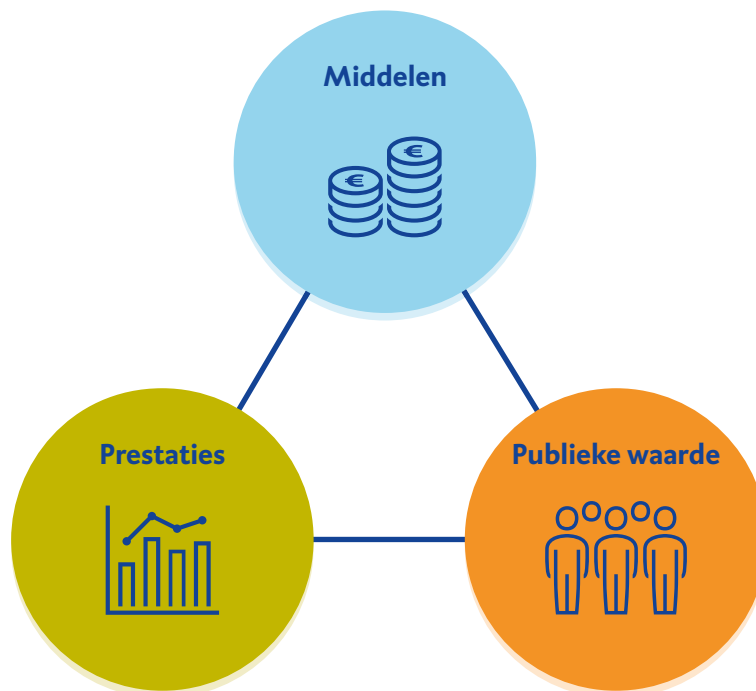 Middelen
€
€
Prestaties
Publieke waarde